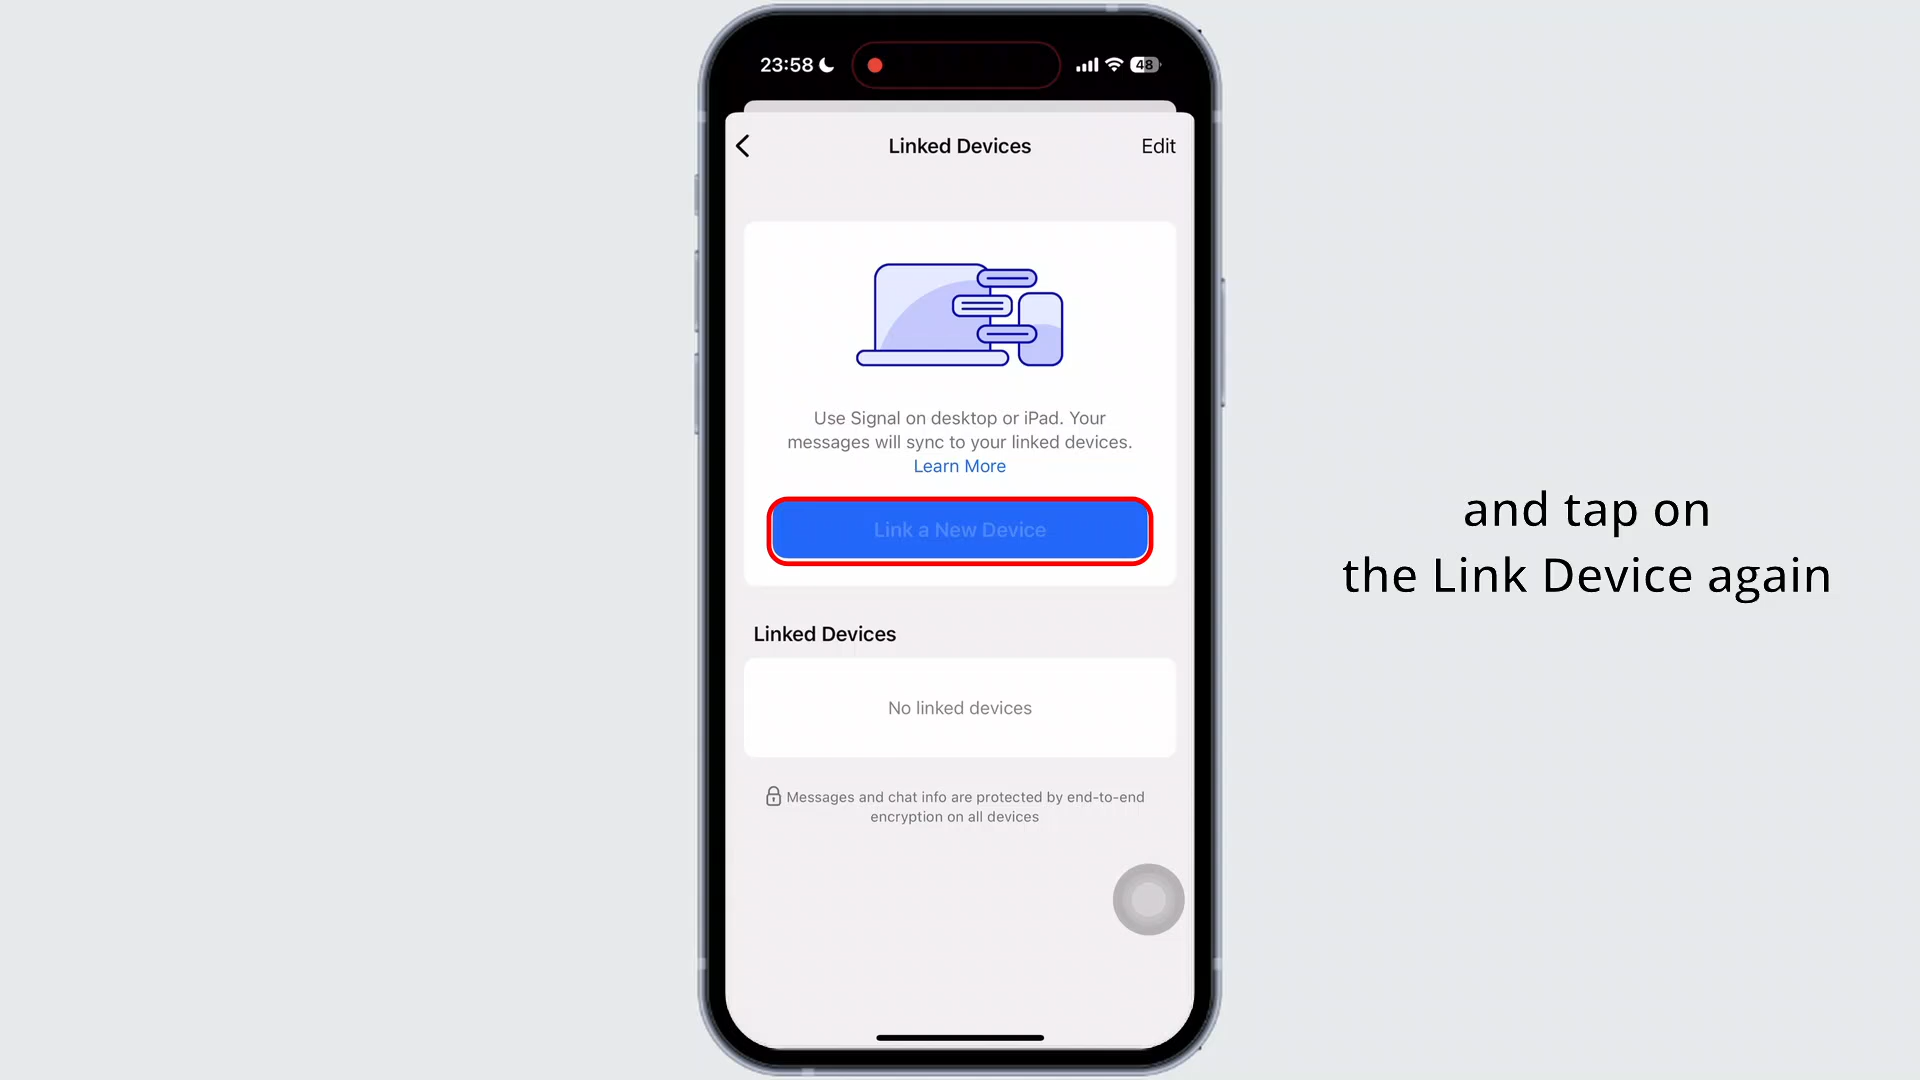 23:58
48
Linked Devices
Edit
Use Signal on desktop or iPad. Your
messages will sync to your linked devices.
Learn More
Link a New Device
Linked Devices
No linked devices
Messages and chat info are protected by end-to-end
encryption on all devices
and tap on
the Link Device again